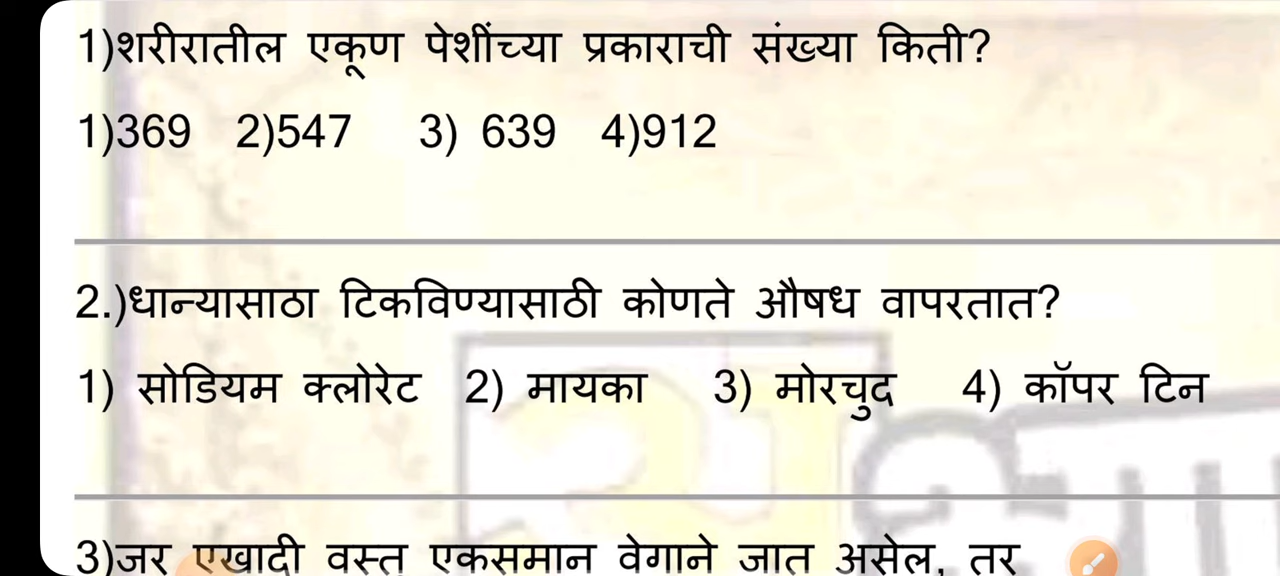 1)शरीरातील एकूण पेशींच्या प्रकाराची संख्या किती?
1)369 2)547 3) 639 4)912
2.)धान्यासाठा टिकविण्यासाठी कोणते औषध वापरतात?
1) सोडियम क्लोरेट 2) मायका 3) मोरचुद 4) कॉपर टिन
3)जर एखादी वस्तु एकसमान वेगाने जात असेल, तर